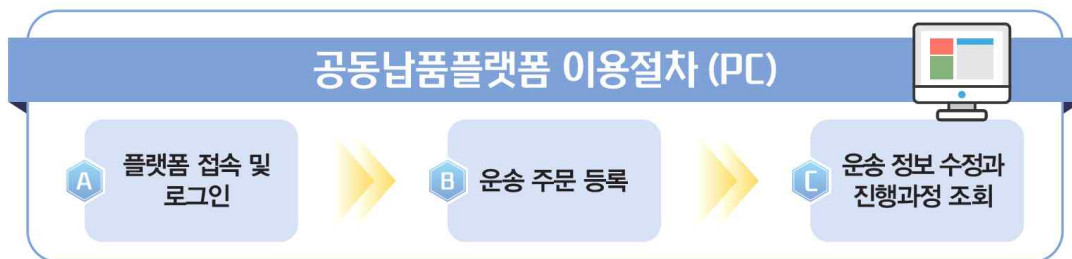 공동납품플랫폼 이용절차 (PC)
A
플랫폼 접속 및
로그인
B
운송 주문 등록
C
운송 정보 수정과
진행과정 조회